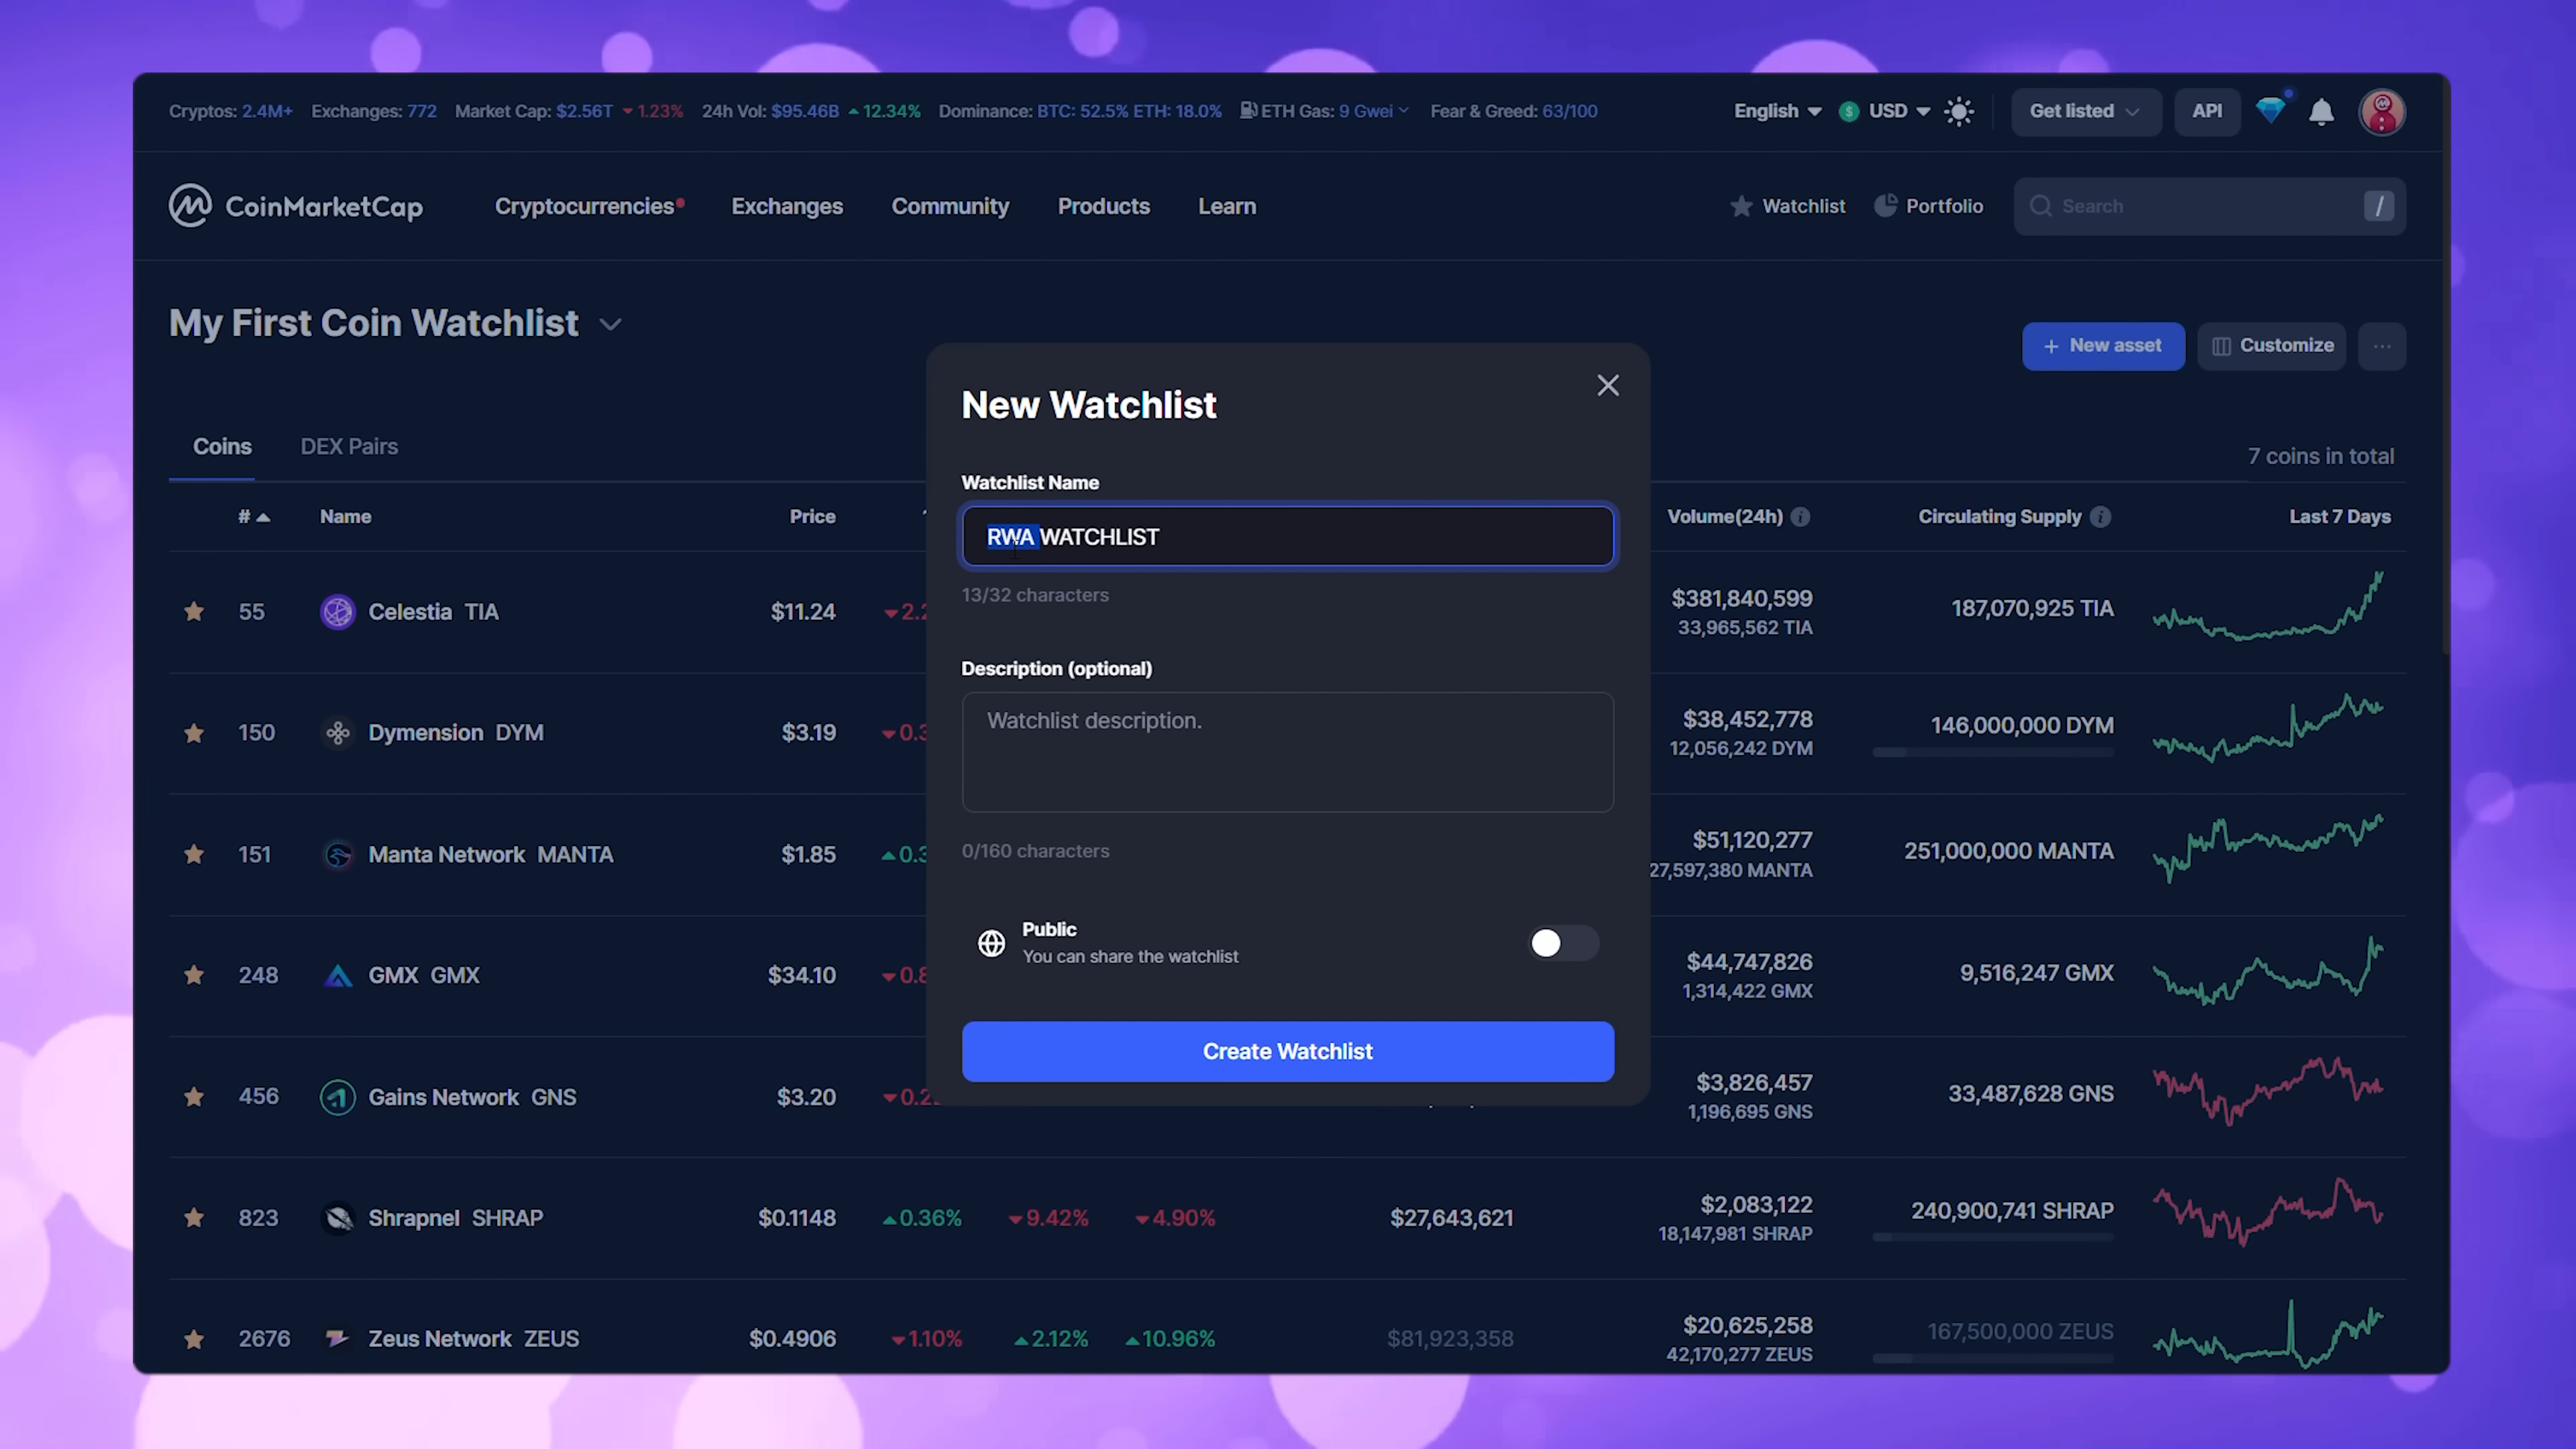 Cryptos: 2.4M+ Exchanges: 772 Market Cap: $2.56T 1.23% 24h Vol: $95.46B 12.34% Dominance: BTC: 52.5% ETH: 18.0% ETH Gas: 9 Gwei Fear & Greed: 63/100 English USD Get listed API
CoinMarketCap Cryptocurrencies Exchanges Community Products Learn Watchlist Portfolio Search /
My First Coin Watchlist
+ New asset Customize ...
New Watchlist
Coins DEX Pairs 7 coins in total
Watchlist Name
# Name Price Volume(24h) Circulating Supply Last 7 Days
RWA WATCHLIST
13/32 characters
55 Celestia TIA $11.24 $381,840,599 187,070,925 TIA
33,965,562 TIA
Description (optional)
Watchlist description.
150 Dymension DYM $3.19 $38,452,778 146,000,000 DYM
12,056,242 DYM
0/160 characters
151 Manta Network MANTA $1.85 $51,120,277 251,000,000 MANTA
27,597,380 MANTA
Public
You can share the watchlist
248 GMX GMX $34.10 $44,747,826 9,516,247 GMX
1,314,422 GMX
Create Watchlist
456 Gains Network GNS $3.20 $3,826,457 33,487,628 GNS
1,196,695 GNS
823 Shrapnel SHRAP $0.1148 0.36% 9.42% 4.90% $27,643,621 $2,083,122 240,900,741 SHRAP
18,147,981 SHRAP
2676 Zeus Network ZEUS $0.4906 1.10% 2.12% 10.96% $81,923,358 $20,625,258 167,500,000 ZEUS
42,170,277 ZEUS